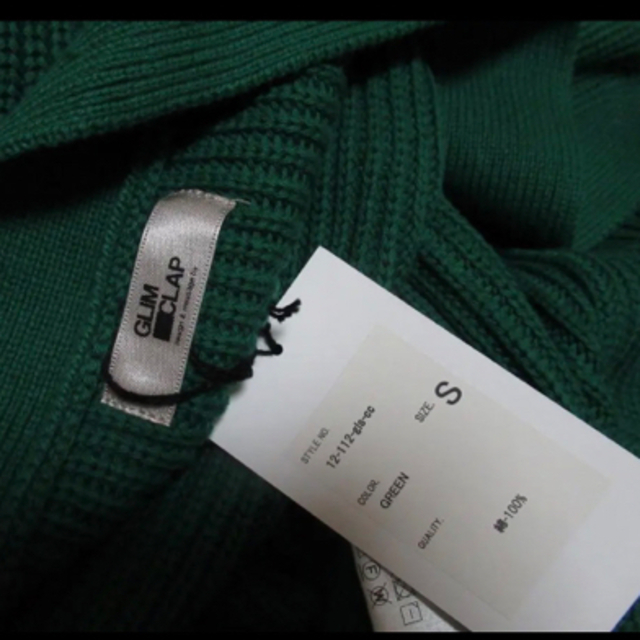 GLIM
CLAP
STYLE NO.
12-112-gls-cc
SIZE.
S
COLOR.
GREEN
QUALITY.
綿-100%